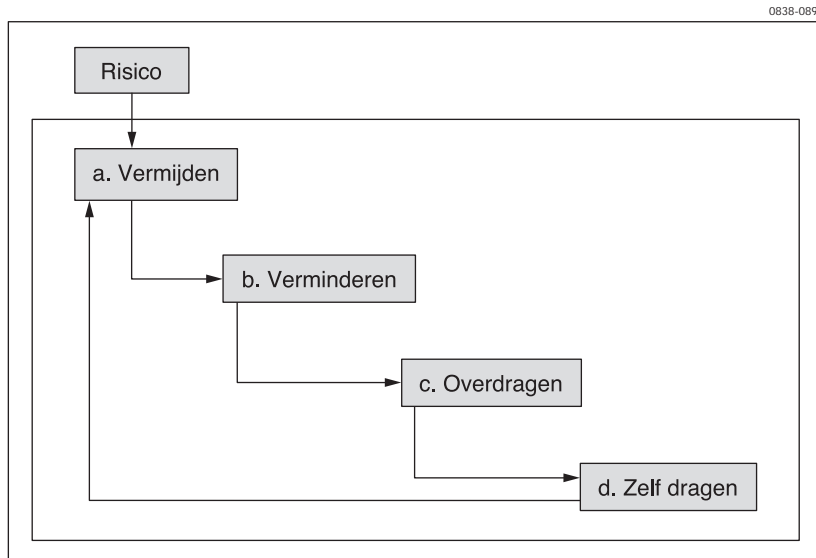 0838-089
Risico
a. Vermijden
b. Verminderen
c. Overdragen
d. Zelf dragen